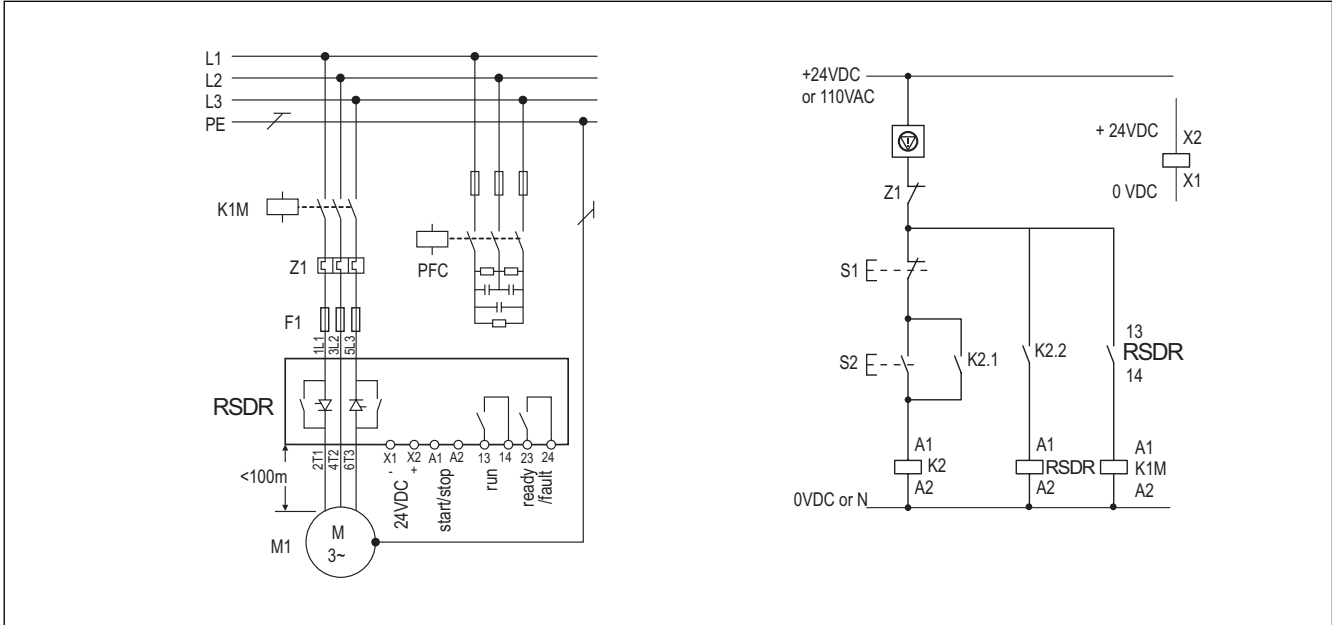 L1
L2
L3
PE
K1M
Z1
F1
PFC
1L1
3L2
5L3
RSDR
2T1
4T2
6T3
<100m
X1
-
X2
+
24VDC
A1
A2
start/stop
13
14
run
23
24
ready
/fault
M1
M
3~
+24VDC
or 110VAC
Z1
S1
S2
K2.1
K2.2
13
RSDR
14
A1
K2
A2
A1
RSDR
A2
A1
K1M
A2
0VDC or N
+ 24VDC
X2
X1
0 VDC